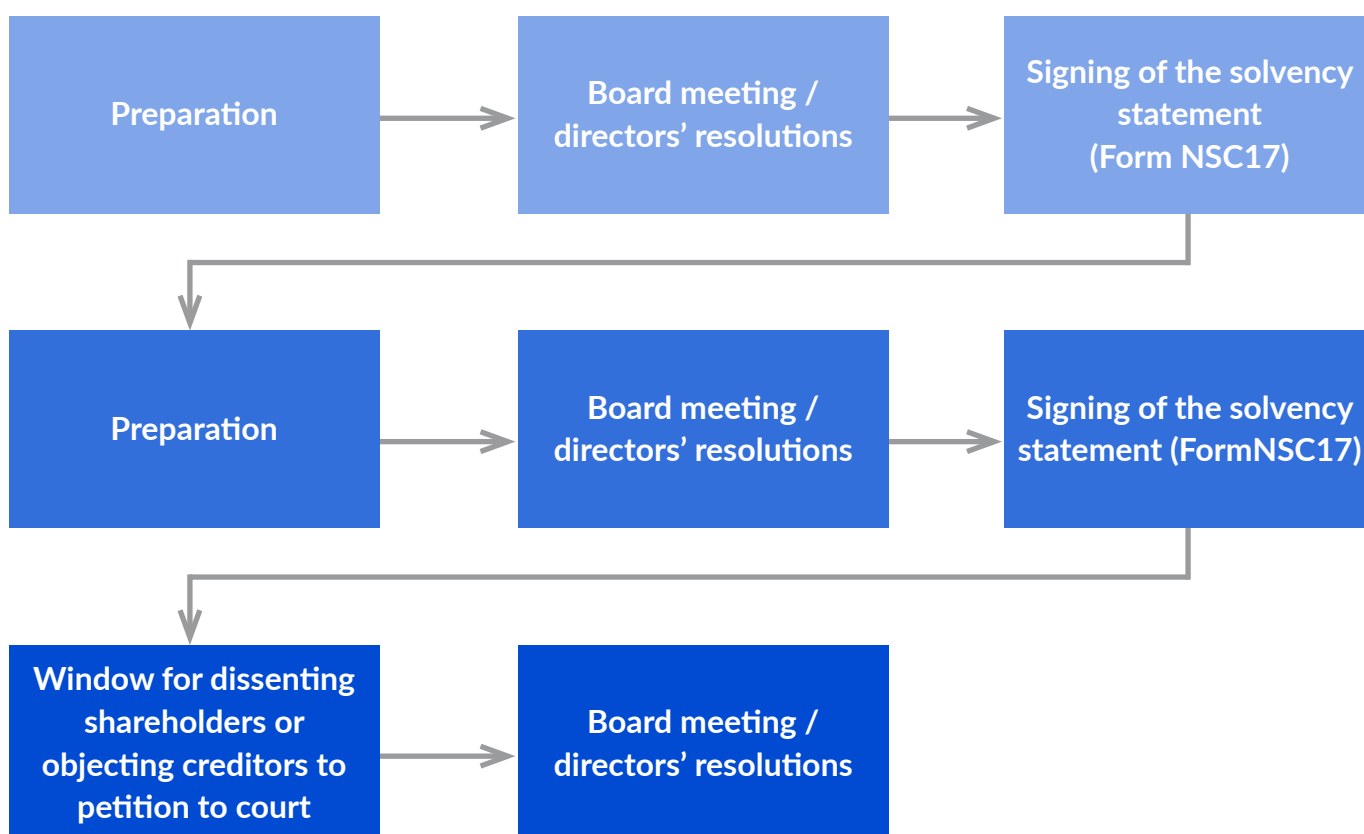 Preparation
Board meeting /
directors’ resolutions
Signing of the solvency
statement
(Form NSC17)
Preparation
Board meeting /
directors’ resolutions
Signing of the solvency
statement (FormNSC17)
Window for dissenting
shareholders or
objecting creditors to
petition to court
Board meeting /
directors’ resolutions